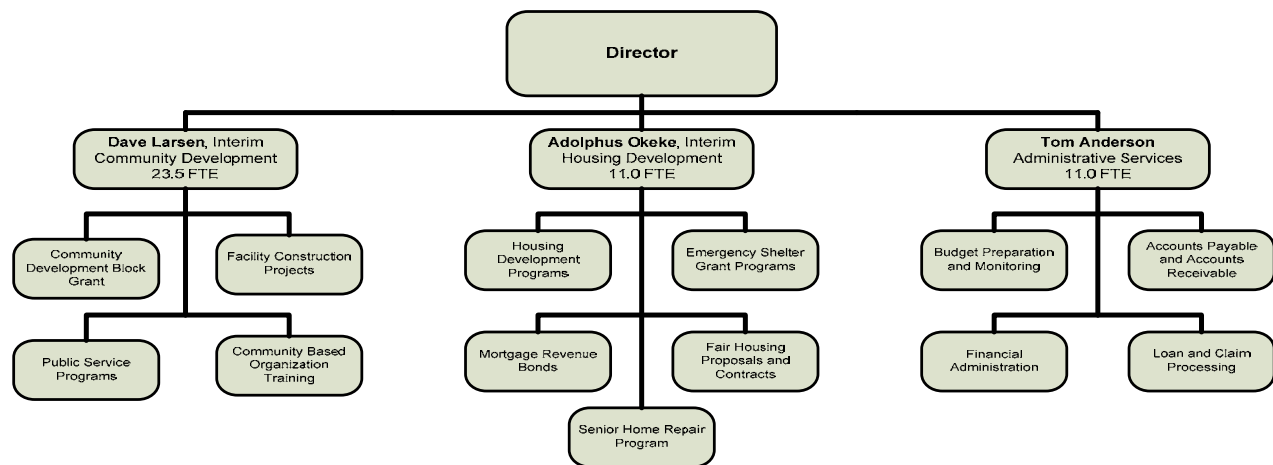 Director
Dave Larsen, Interim
Community Development
23.5 FTE
Adolphus Okeke, Interim
Housing Development
11.0 FTE
Tom Anderson
Administrative Services
11.0 FTE
Community
Development Block
Grant
Facility Construction
Projects
Public Service
Programs
Community Based
Organization
Training
Housing
Development
Programs
Emergency Shelter
Grant Programs
Mortgage Revenue
Bonds
Fair Housing
Proposals and
Contracts
Senior Home Repair
Program
Budget Preparation
and Monitoring
Accounts Payable
and Accounts
Receivable
Financial
Administration
Loan and Claim
Processing